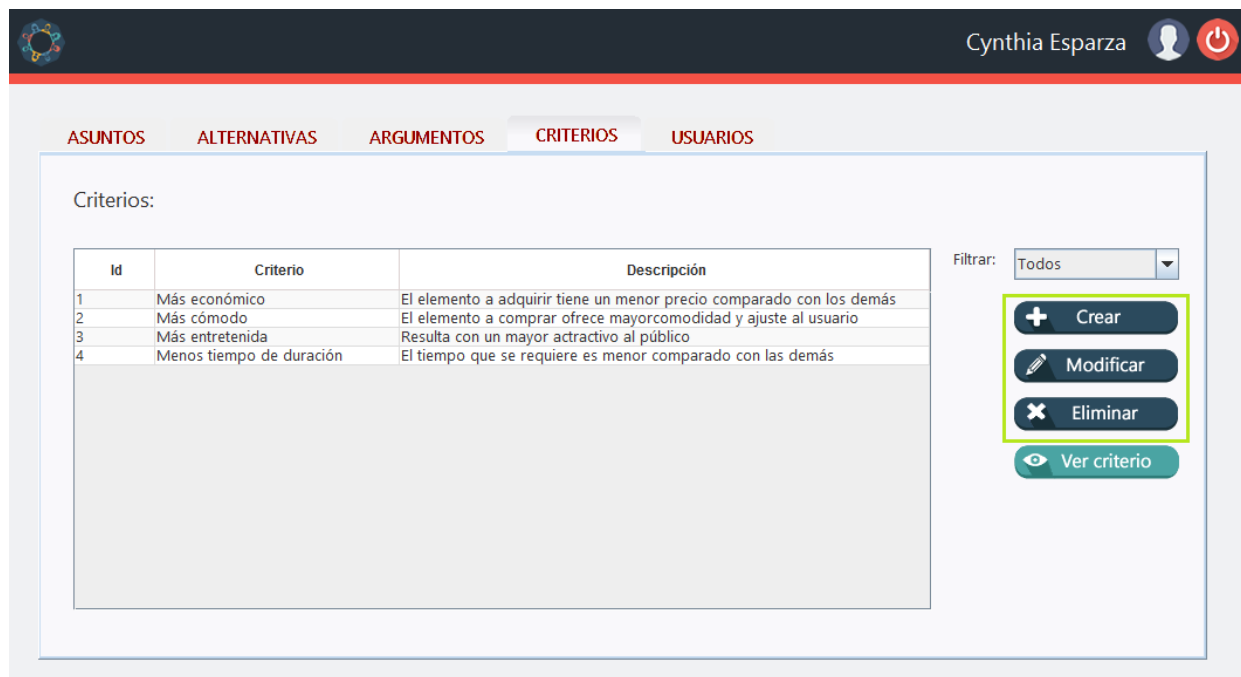 Cynthia Esparza
ASUNTOS ALTERNATIVAS ARGUMENTOS CRITERIOS USUARIOS
Criterios:
Filtrar: Todos
Id Criterio Descripción
1 Más económico El elemento a adquirir tiene un menor precio comparado con los demás
2 Más cómodo El elemento a comprar ofrece mayorcomodidad y ajuste al usuario
3 Más entretenida Resulta con un mayor actractivo al público
4 Menos tiempo de duración El tiempo que se requiere es menor comparado con las demás
Crear
Modificar
Eliminar
Ver criterio